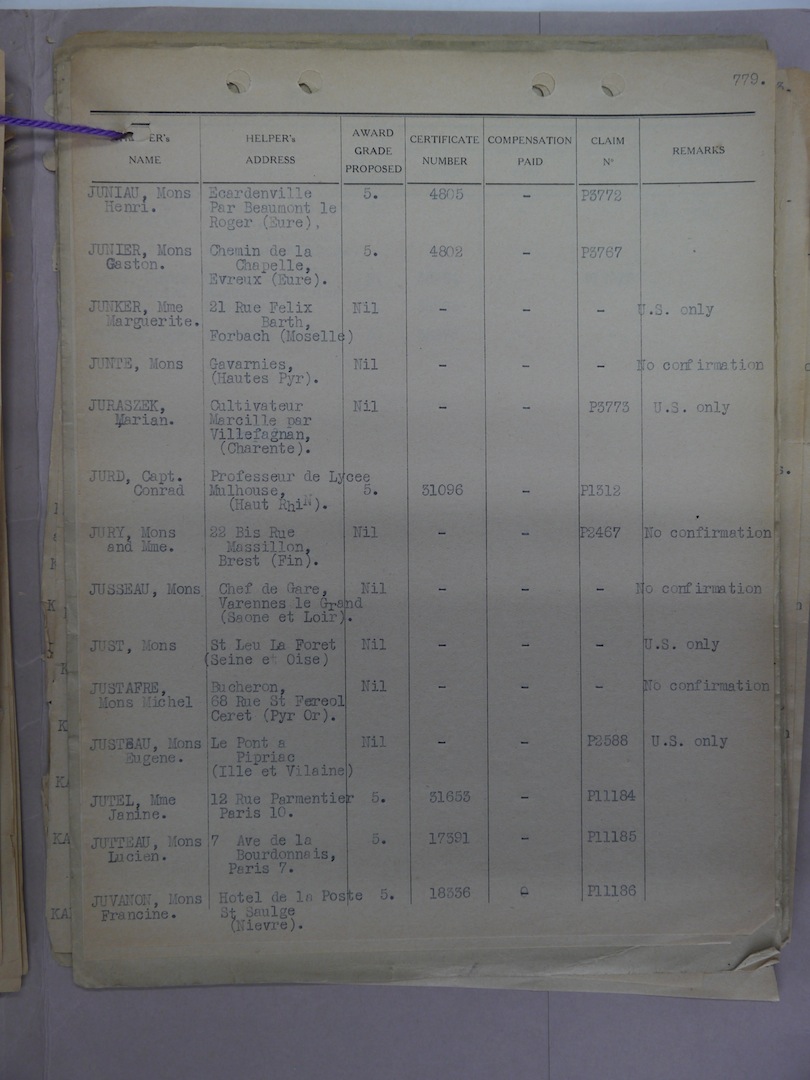 779.
ER's NAME HELPER's ADDRESS AWARD GRADE PROPOSED CERTIFICATE NUMBER COMPENSATION PAID CLAIM Nº REMARKS
JUNIAU, Mons Ecardenville 5. 4805 - P3772
Henri. Par Beaumont le
Roger (Eure).
JUNIER, Mons Chemin de la 5. 4802 - P3767
Gaston. Chapelle,
Evreux (Eure).
JUNKER, Mme 21 Rue Felix Nil - - - U.S. only
Marguerite. Barth,
Forbach (Moselle)
JUNTE, Mons Gavarnies, Nil - - - No confirmation
(Hautes Pyr).
JURASZEK, Cultivateur Nil - - P3773 U.S. only
Marian. Marcille par
Villefagnan,
(Charente).
JURD, Capt. Professeur de Lycee
Conrad Mulhouse, 5. 31096 - P1312
(Haut Rhin).
JURY, Mons 22 Bis Rue Nil - - P2467 No confirmation
and Mme. Massillon,
Brest (Fin).
JUSSEAU, Mons Chef de Gare, Nil - - - No confirmation
Varennes le Grand
(Saone et Loir).
JUST, Mons St Leu La Foret Nil - - - U.S. only
(Seine et Oise)
JUSTAFRE, Bucheron, Nil - - - No confirmation
Mons Michel 68 Rue St Fereol
Ceret (Pyr Or).
JUSTEAU, Mons Le Pont a Nil - - P2588 U.S. only
Eugene. Pipriac
(Ille et Vilaine)
JUTEL, Mme 12 Rue Parmentier 5. 31653 - P11184
Janine. Paris 10.
JUTTEAU, Mons 7 Ave de la 5. 17391 - P11185
Lucien. Bourdonnais,
Paris 7.
JUVANON, Mons Hotel de la Poste 5. 18336 - P11186
Francine. St Saulge
(Nievre).